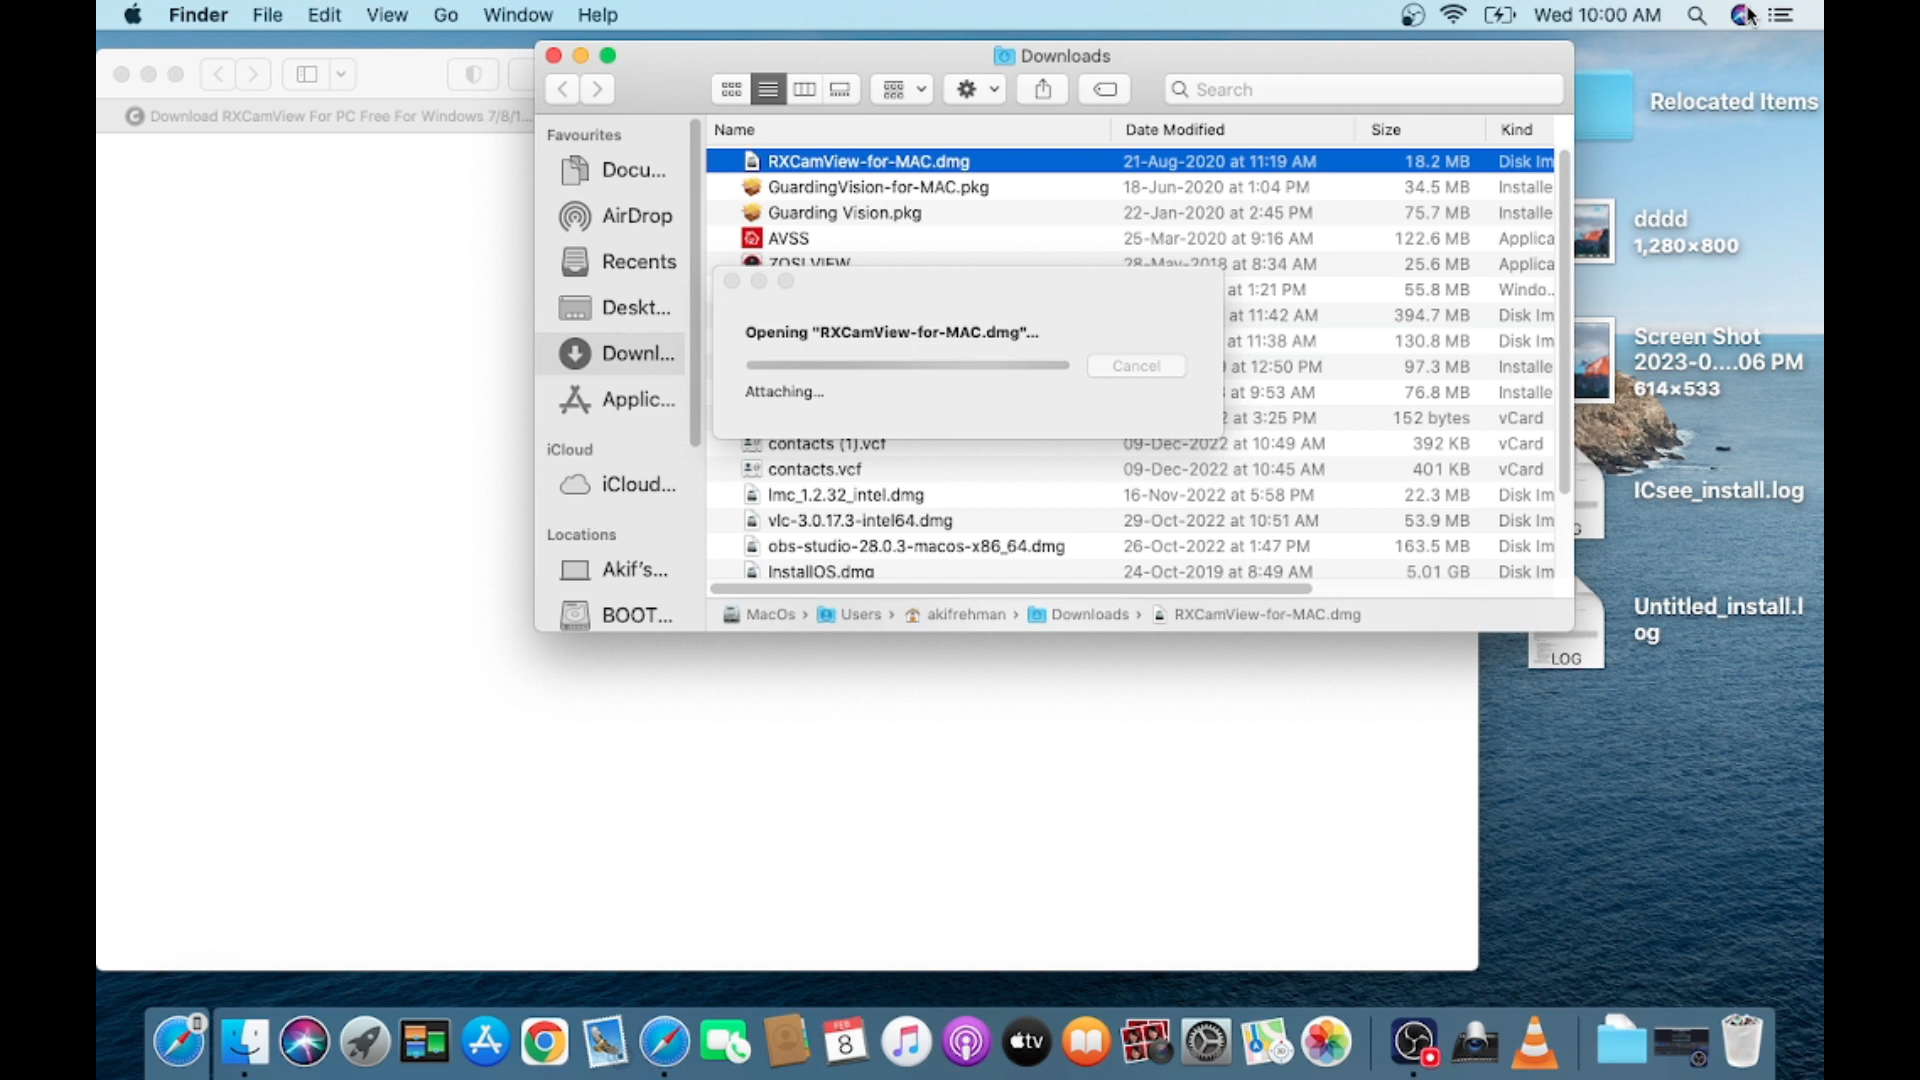 Finder File Edit View Go Window Help Wed 10:00 AM
Downloads
Search
Download RXCamView For PC Free For Windows 7/8/1...
Favourites
Docu...
AirDrop
Recents
Deskt...
Downl...
Applic...
iCloud
iCloud...
Locations
Akif's...
BOOT...
Name Date Modified Size Kind
RXCamView-for-MAC.dmg 21-Aug-2020 at 11:19 AM 18.2 MB Disk Im
GuardingVision-for-MAC.pkg 18-Jun-2020 at 1:04 PM 34.5 MB Installe
Guarding Vision.pkg 22-Jan-2020 at 2:45 PM 75.7 MB Installe
AVSS 25-Mar-2020 at 9:16 AM 122.6 MB Applica
ZOSI VIEW 28-May-2018 at 8:34 AM 25.6 MB Applica
at 1:21 PM 55.8 MB Windo..
at 11:42 AM 394.7 MB Disk Im
at 11:38 AM 130.8 MB Disk Im
at 12:50 PM 97.3 MB Installe
at 9:53 AM 76.8 MB Installe
at 3:25 PM 152 bytes vCard
contacts (1).vcf 09-Dec-2022 at 10:49 AM 392 KB vCard
contacts.vcf 09-Dec-2022 at 10:45 AM 401 KB vCard
lmc_1.2.32_intel.dmg 16-Nov-2022 at 5:58 PM 22.3 MB Disk Im
vlc-3.0.17.3-intel64.dmg 29-Oct-2022 at 10:51 AM 53.9 MB Disk Im
obs-studio-28.0.3-macos-x86_64.dmg 26-Oct-2022 at 1:47 PM 163.5 MB Disk Im
InstallOS.dmg 24-Oct-2019 at 8:49 AM 5.01 GB Disk Im
MacOs › Users › akifrehman › Downloads › RXCamView-for-MAC.dmg
Opening "RXCamView-for-MAC.dmg"...
Cancel
Attaching...
Relocated Items
dddd
1,280×800
Screen Shot
2023-0....06 PM
614×533
ICsee_install.log
Untitled_install.l
og
LOG
FEB
8
tv